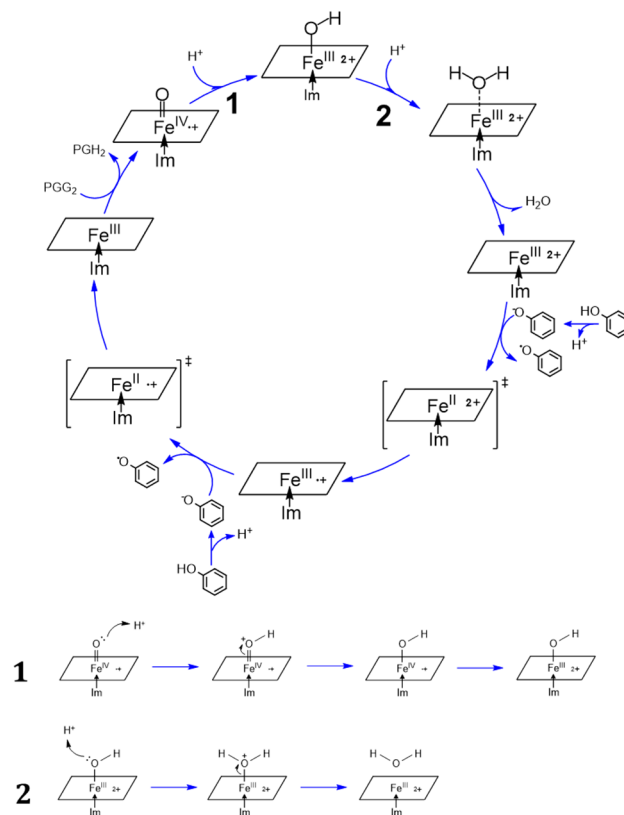 H
O
Fe^III 2+
Im
H+
1
H+
2
O
Fe^IV·+
Im
H H
O
Fe^III 2+
Im
PGH2
PGG2
H2O
Fe^III
Im
Fe^III 2+
Im
-O
HO
H+
·O
Fe^II ·+
Im
‡
Fe^II 2+
Im
‡
Fe^III ·+
Im
·O
-O
H+
HO
1
O H+
Fe^IV ·+
Im
+ O H
Fe^IV ·+
Im
O H
Fe^IV ·+
Im
O H
Fe^III 2+
Im
2
H+ O H
Fe^III 2+
Im
H O+ H
Fe^III 2+
Im
H O H
Fe^III 2+
Im